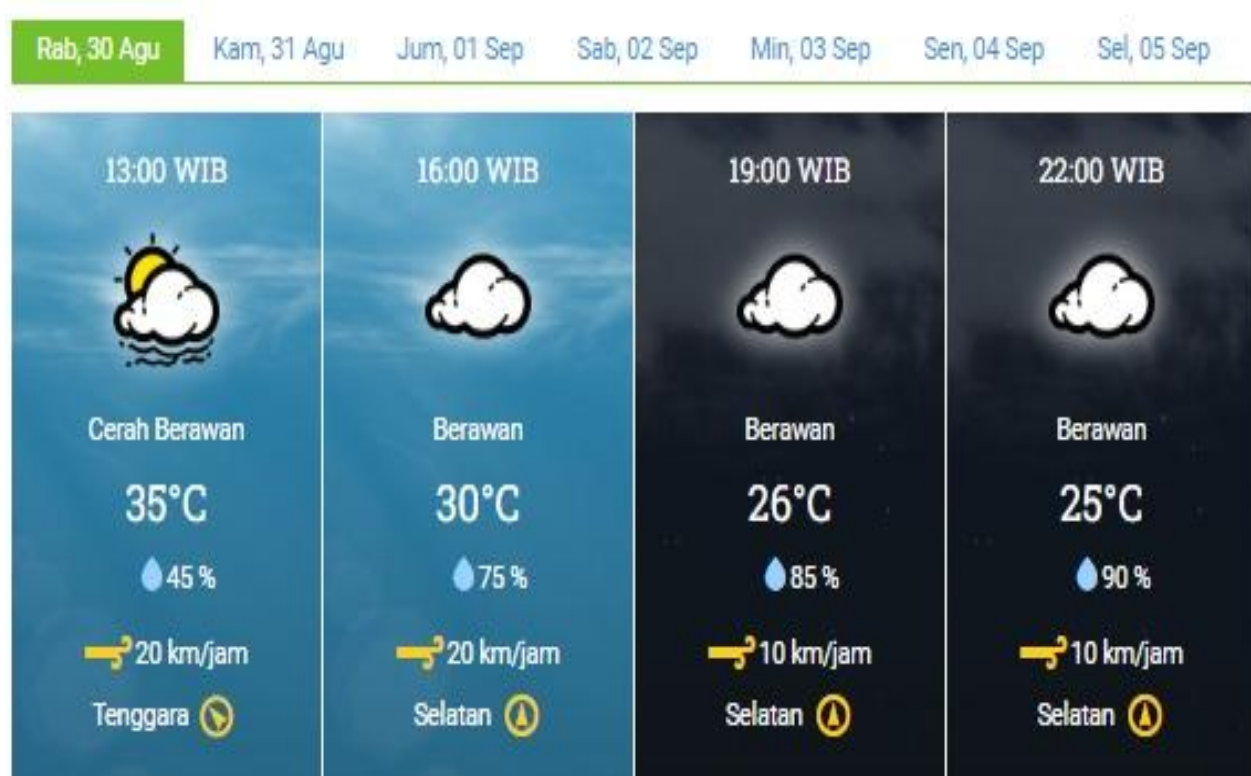 Rab, 30 Agu Kam, 31 Agu Jum, 01 Sep Sab, 02 Sep Min, 03 Sep Sen, 04 Sep Sel, 05 Sep
13:00 WIB
Cerah Berawan
35°C
45 %
20 km/jam
Tenggara
16:00 WIB
Berawan
30°C
75 %
20 km/jam
Selatan
19:00 WIB
Berawan
26°C
85 %
10 km/jam
Selatan
22:00 WIB
Berawan
25°C
90 %
10 km/jam
Selatan